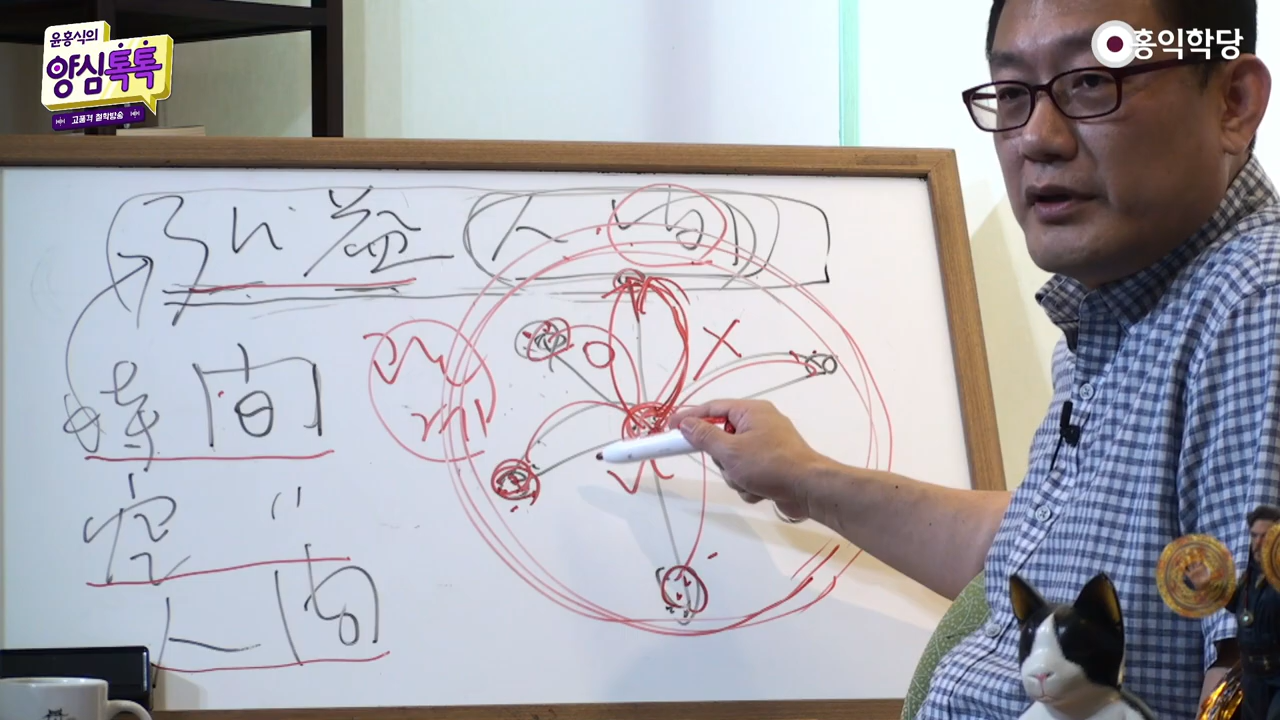 윤홍식의
양심톡톡
고품격 철학방송
홍익학당
弘益 人間
時間
空 〃
人間
X